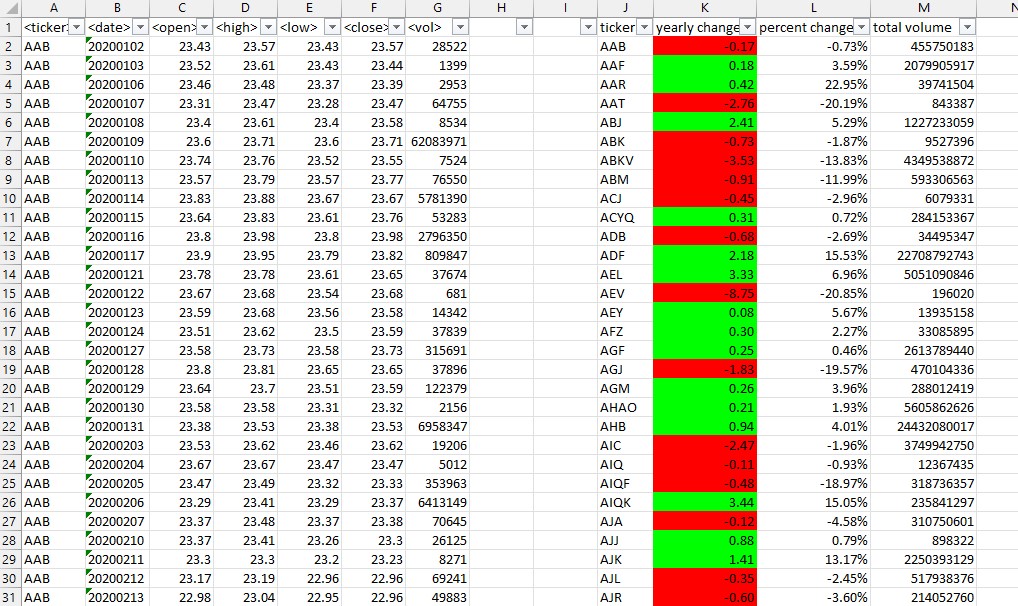 A B C D E F G H I J K L M N
1 <ticker> <date> <open> <high> <low> <close> <vol> ticker yearly change percent change total volume
2 AAB 20200102 23.43 23.57 23.43 23.57 28522 AAB -0.17 -0.73% 455750183
3 AAB 20200103 23.52 23.61 23.43 23.44 1399 AAF 0.18 3.59% 2079905917
4 AAB 20200106 23.46 23.48 23.37 23.39 2953 AAR 0.42 22.95% 39741504
5 AAB 20200107 23.31 23.47 23.28 23.47 64755 AAT -2.76 -20.19% 843387
6 AAB 20200108 23.4 23.61 23.4 23.58 8534 ABJ 2.41 5.29% 1227233059
7 AAB 20200109 23.6 23.71 23.6 23.71 62083971 ABK -0.73 -1.87% 9527396
8 AAB 20200110 23.74 23.76 23.52 23.55 7524 ABKV -3.53 -13.83% 4349538872
9 AAB 20200113 23.57 23.79 23.57 23.77 76550 ABM -0.91 -11.99% 593306563
10 AAB 20200114 23.83 23.88 23.67 23.67 5781390 ACJ -0.45 -2.96% 6079331
11 AAB 20200115 23.64 23.83 23.61 23.76 53283 ACYQ 0.31 0.72% 284153367
12 AAB 20200116 23.8 23.98 23.8 23.98 2796350 ADB -0.68 -2.69% 34495347
13 AAB 20200117 23.9 23.95 23.79 23.82 809847 ADF 2.18 15.53% 22708792743
14 AAB 20200121 23.78 23.78 23.61 23.65 37674 AEL 3.33 6.96% 5051090846
15 AAB 20200122 23.67 23.68 23.54 23.68 681 AEV -8.75 -20.85% 196020
16 AAB 20200123 23.59 23.68 23.56 23.58 14342 AEY 0.08 5.67% 13935158
17 AAB 20200124 23.51 23.62 23.5 23.59 37839 AFZ 0.30 2.27% 33085895
18 AAB 20200127 23.58 23.73 23.58 23.73 315691 AGF 0.25 0.46% 2613789440
19 AAB 20200128 23.8 23.81 23.65 23.65 37896 AGJ -1.83 -19.57% 470104336
20 AAB 20200129 23.64 23.7 23.51 23.59 122379 AGM 0.26 3.96% 288012419
21 AAB 20200130 23.58 23.58 23.31 23.32 2156 AHAO 0.21 1.93% 5605862626
22 AAB 20200131 23.38 23.53 23.38 23.53 6958347 AHB 0.94 4.01% 24432080017
23 AAB 20200203 23.53 23.62 23.46 23.62 19206 AIC -2.47 -1.96% 3749942750
24 AAB 20200204 23.67 23.67 23.47 23.47 5012 AIQ -0.11 -0.93% 12367435
25 AAB 20200205 23.47 23.49 23.32 23.33 353963 AIQF -0.48 -18.97% 318736357
26 AAB 20200206 23.29 23.41 23.29 23.37 6413149 AIQK 3.44 15.05% 235841297
27 AAB 20200207 23.37 23.48 23.37 23.38 70645 AJA -0.12 -4.58% 310750601
28 AAB 20200210 23.37 23.41 23.26 23.3 26125 AJJ 0.88 0.79% 898322
29 AAB 20200211 23.3 23.3 23.2 23.23 8271 AJK 1.41 13.17% 2250393129
30 AAB 20200212 23.17 23.19 22.96 22.96 69241 AJL -0.35 -2.45% 517938376
31 AAB 20200213 22.98 23.04 22.95 22.96 49883 AJR -0.60 -3.60% 214052760